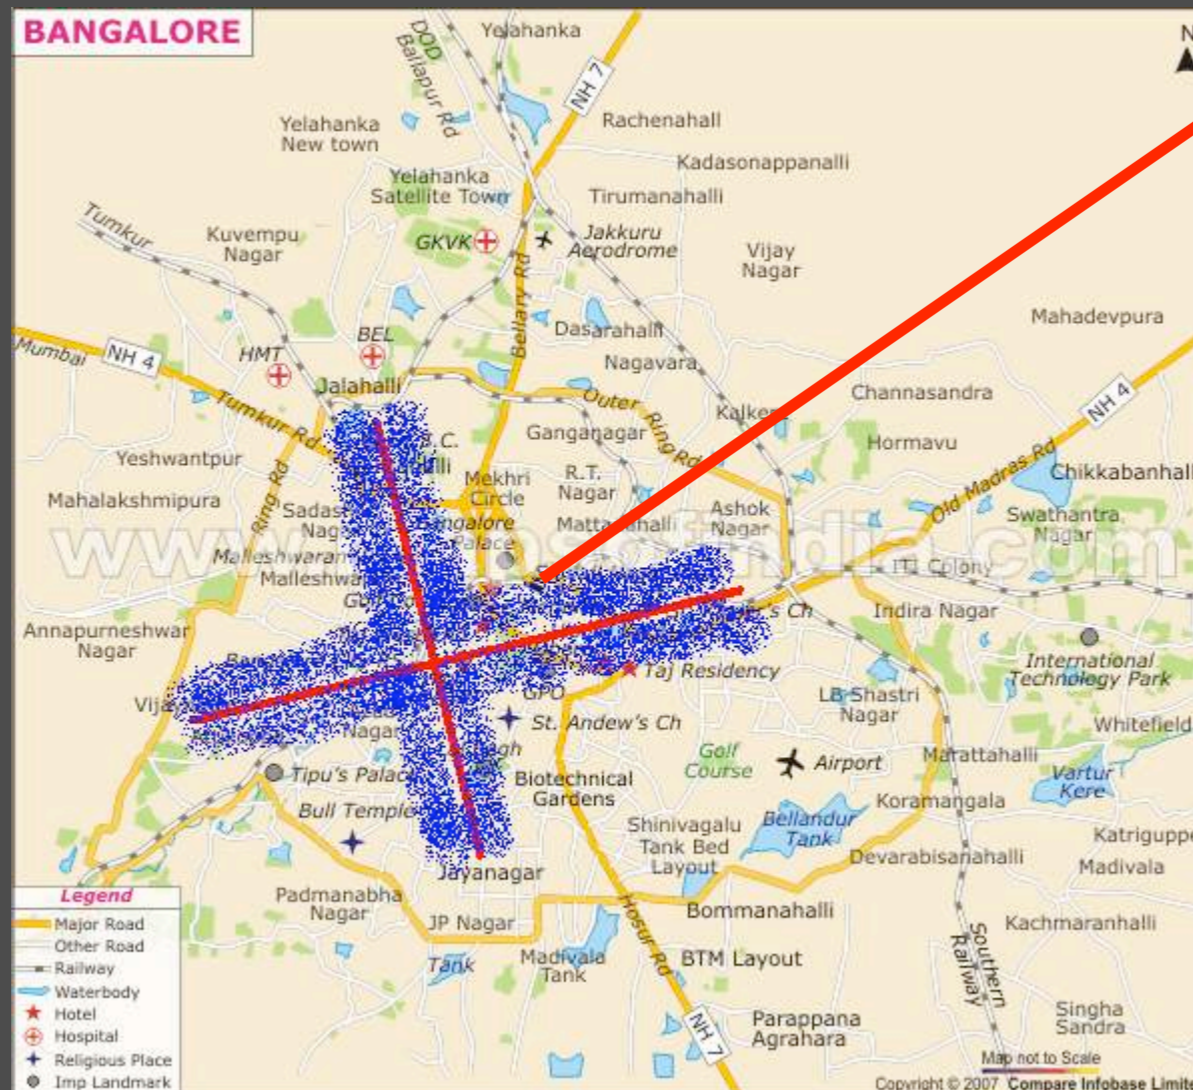 BANGALORE
N
Yelahanka
DOD
Ballapur Rd
NH 7
Rachenahall
Yelahanka
New town
Kadasonappanalli
Yelahanka
Satellite Town
Tirumanahalli
Tumkur
Kuvempu
Nagar
GKVK
Jakkuru
Aerodrome
Vijay
Nagar
Bellary Rd
Mahadevpura
Dasarahalli
Mumbai
NH 4
HMT
BEL
Nagavara
Jalahalli
Channasandra
NH 4
Tumkur Rd
Outer Ring Rd
Ganganagar
Hormavu
Yeshwantpur
Old Madras Rd
Chikkabanhall
Mekhri
Circle
R.T.
Nagar
Mahalakshmipura
Ring Rd
Ashok
Nagar
Swathantra
Nagar
Palace
Malleshwaram
ITI Colony
Annapurneshwar
Nagar
Indira Nagar
International
Technology Park
Taj Residency
GPO
LB Shastri
Nagar
Whitefield
Nagar
St. Andew's Ch
Golf
Course
Airport
Marattahalli
Vartur
Kere
Tipu's Palace
Biotechnical
Gardens
Koramangala
Bull Temple
Bellandur
Tank
Shinivagalu
Tank Bed
Layout
Katriguppe
Devarabisanahalli
Madivala
Jayanagar
Padmanabha
Nagar
JP Nagar
Bommanahalli
Kachmaranhalli
Hosur Rd
Southern
Railway
Tank
Madivala
Tank
BTM Layout
NH 7
Parappana
Agrahara
Singha
Sandra
Legend
Major Road
Other Road
Railway
Waterbody
Hotel
Hospital
Religious Place
Imp Landmark
Map not to Scale
Copyright © 2007 Compare Infobase Limite